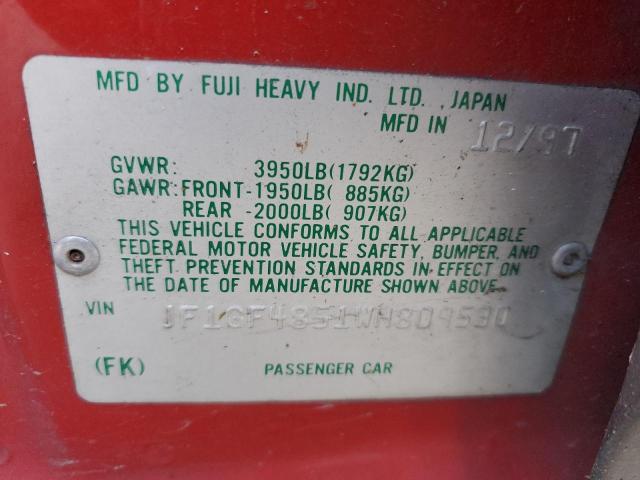 MFD BY FUJI HEAVY IND. LTD. ,JAPAN
MFD IN 12/97
GVWR: 3950LB(1792KG)
GAWR:FRONT-1950LB( 885KG)
REAR -2000LB( 907KG)
THIS VEHICLE CONFORMS TO ALL APPLICABLE
FEDERAL MOTOR VEHICLE SAFETY, BUMPER, AND
THEFT PREVENTION STANDARDS IN EFFECT ON
THE DATE OF MANUFACTURE SHOWN ABOVE.
VIN JF1GF4851WH809530
(FK) PASSENGER CAR